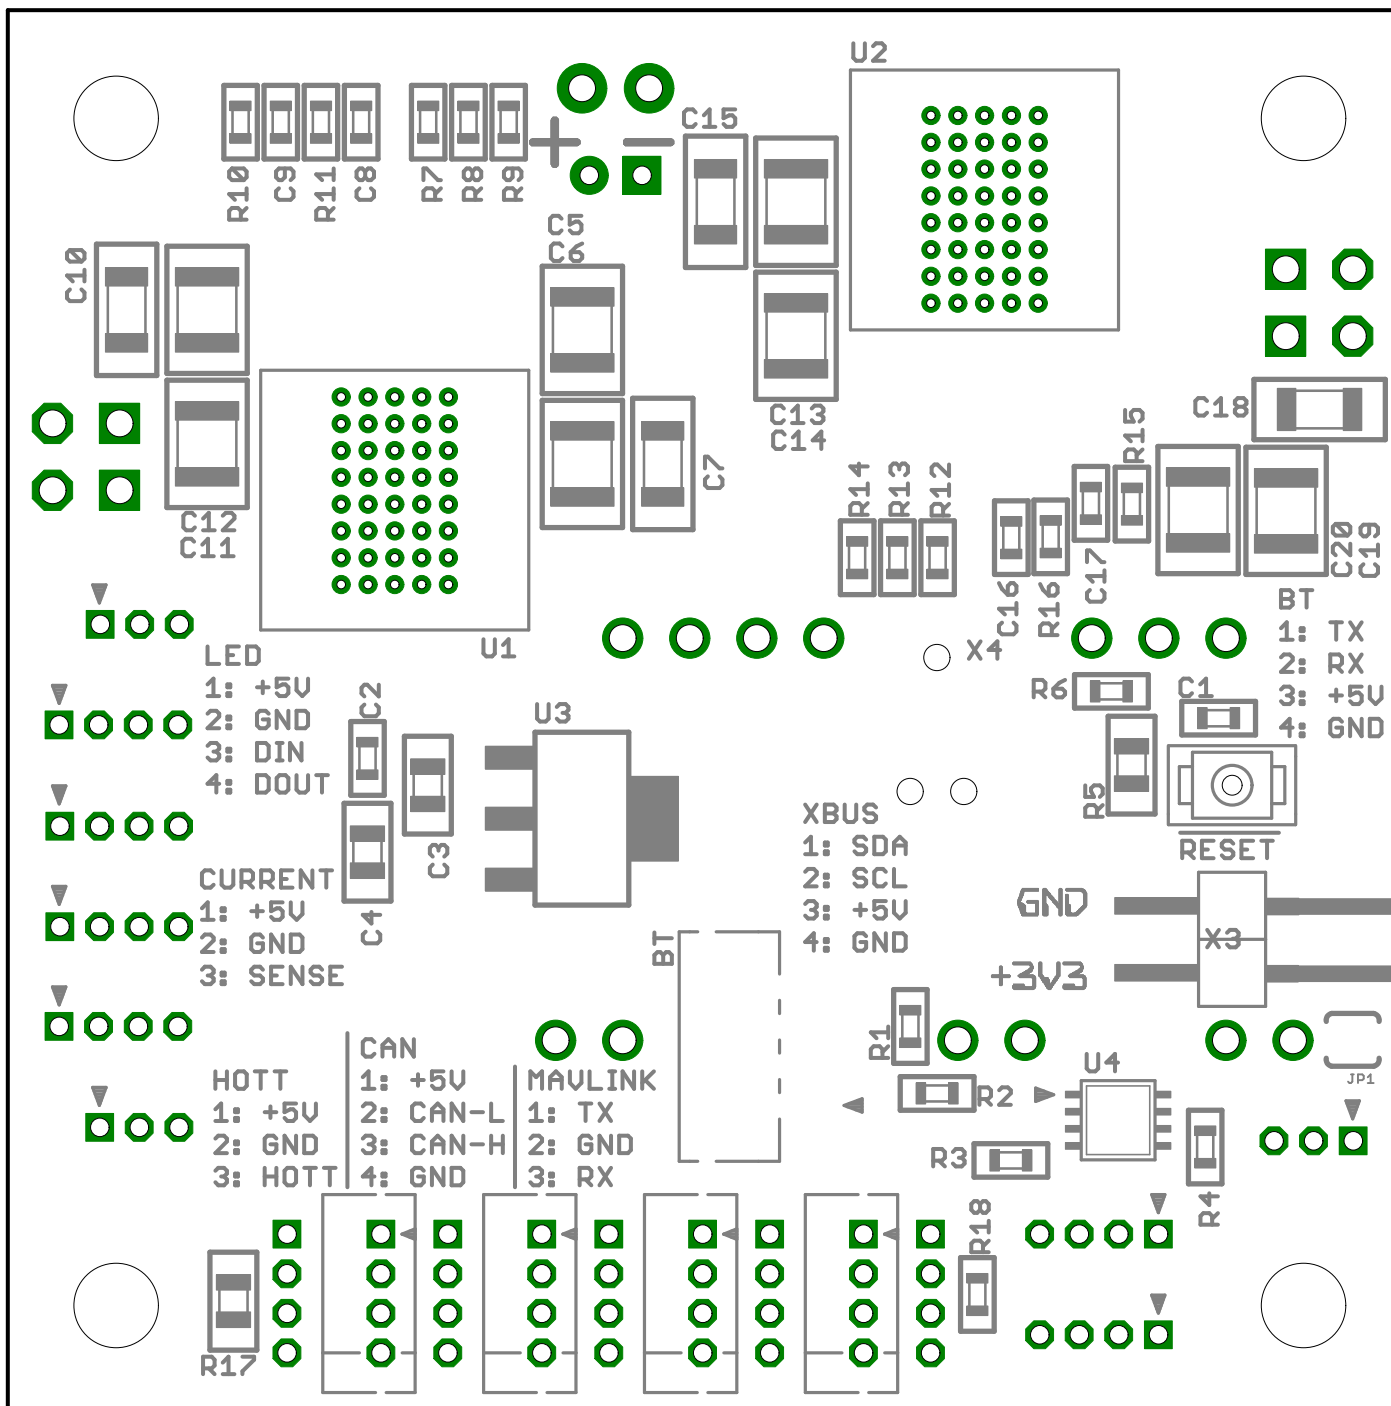 U2
C15
R10
C9
R11
C8
R7
R8
R9
+ —
C5
C6
C10
C13
C14
C18
R15
C7
R14
R13
R12
C12
C11
C20
C19
C17
C16
R16
BT
1: TX
2: RX
3: +5V
4: GND
U1
X4
LED
1: +5V
2: GND
3: DIN
4: DOUT
C2
U3
R6
C1
R5
C3
RESET
XBUS
1: SDA
2: SCL
3: +5V
4: GND
CURRENT
1: +5V
2: GND
3: SENSE
C4
BT
GND
X3
+3V3
R1
JP1
CAN
1: +5V
2: CAN-L
3: CAN-H
4: GND
HOTT
1: +5V
2: GND
3: HOTT
MAVLINK
1: TX
2: GND
3: RX
U4
R2
R3
R4
R18
R17